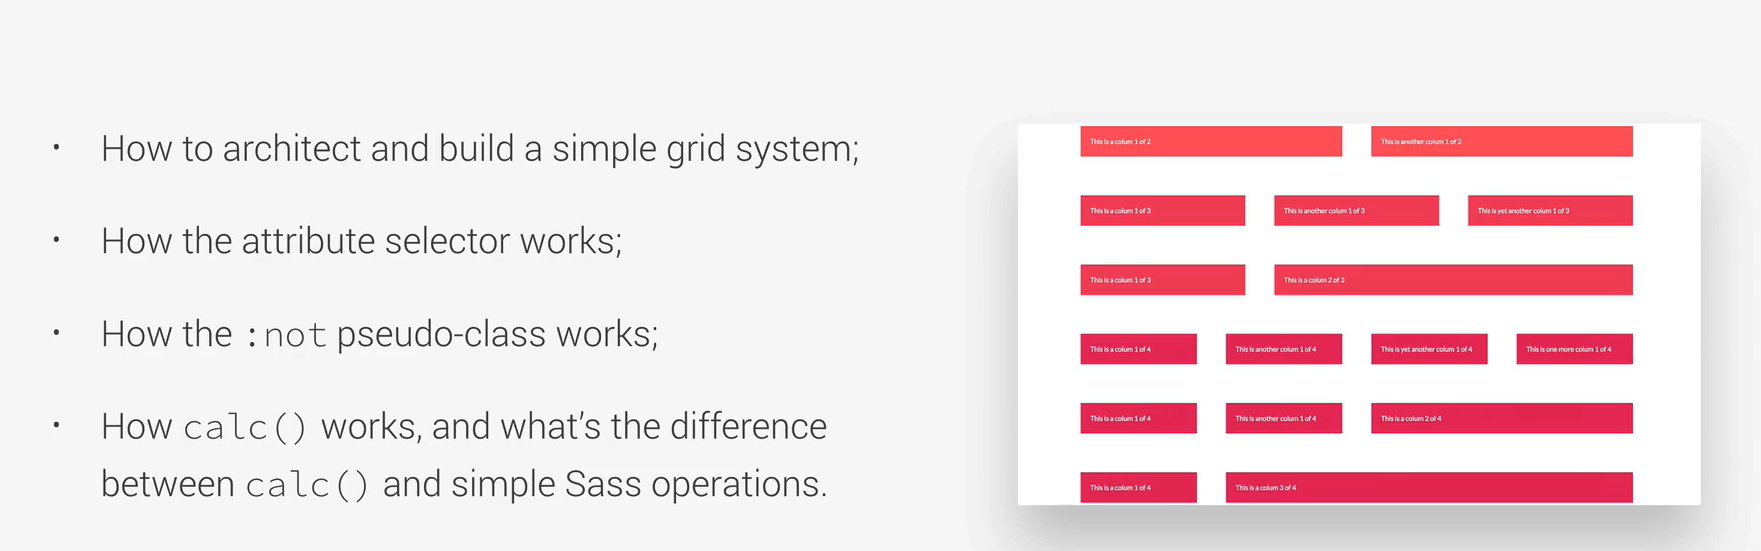 • How to architect and build a simple grid system;
• How the attribute selector works;
• How the :not pseudo-class works;
• How calc() works, and what's the difference
between calc() and simple Sass operations.
This is a colum 1 of 2
This is another colum 1 of 2
This is a colum 1 of 3
This is another colum 1 of 3
This is yet another colum 1 of 3
This is a colum 1 of 3
This is a colum 2 of 3
This is a colum 1 of 4
This is another colum 1 of 4
This is yet another colum 1 of 4
This is one more colum 1 of 4
This is a colum 1 of 4
This is another colum 1 of 4
This is a colum 2 of 4
This is a colum 1 of 4
This is a colum 3 of 4